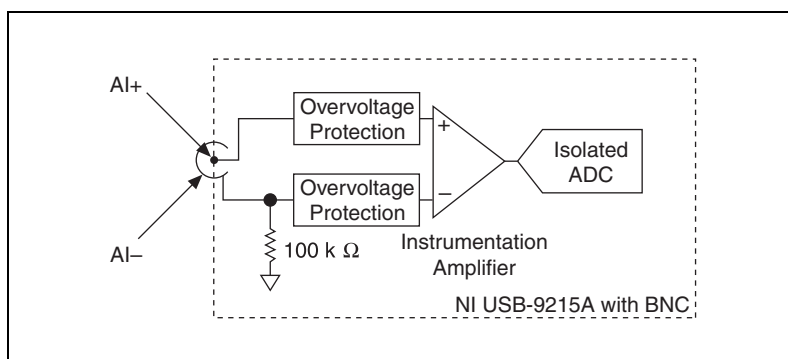 AI+
Overvoltage
Protection
+
Isolated
ADC
Overvoltage
Protection
–
AI–
100 k Ω
Instrumentation
Amplifier
NI USB-9215A with BNC